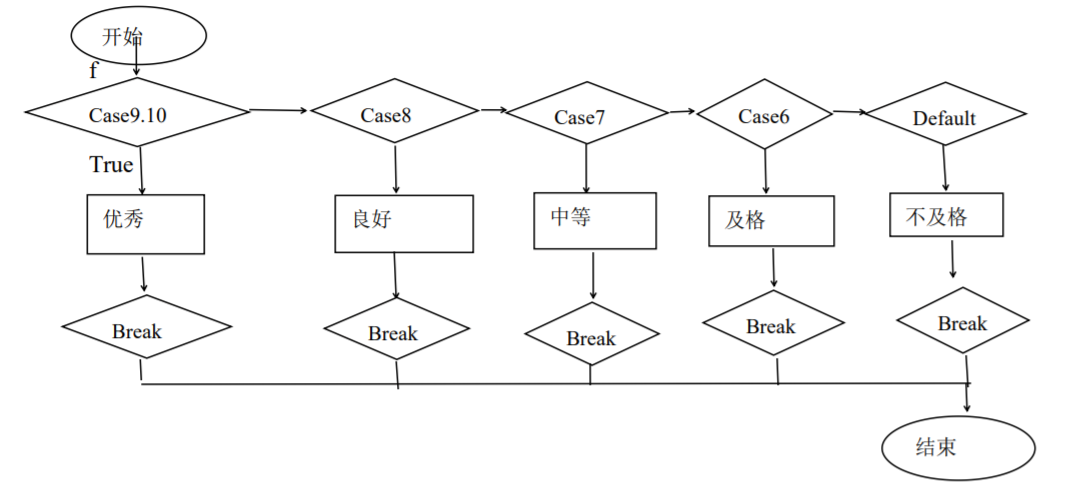 开始
f
Case9.10
Case8
Case7
Case6
Default
True
优秀
良好
中等
及格
不及格
Break
Break
Break
Break
Break
结束